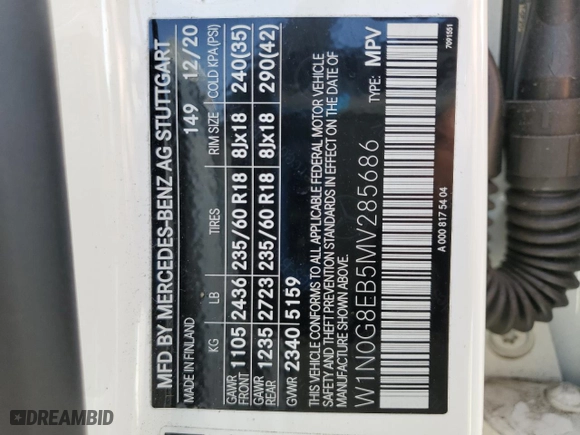 MFD BY MERCEDES-BENZ AG STUTTGART
MADE IN FINLAND 149 12/20
KG LB TIRES RIM SIZE COLD KPA(PSI)
GAWR FRONT 1105 2436 235/60 R18 8Jx18 240(35)
GAWR REAR 1235 2723 235/60 R18 8Jx18 290(42)
GVWR 2340 5159
THIS VEHICLE CONFORMS TO ALL APPLICABLE FEDERAL MOTOR VEHICLE
SAFETY AND THEFT PREVENTION STANDARDS IN EFFECT ON THE DATE OF
MANUFACTURE SHOWN ABOVE.
W1N0G8EB5MV285686 TYPE: MPV
A 000 817 54 04
7091551
DREAMBID